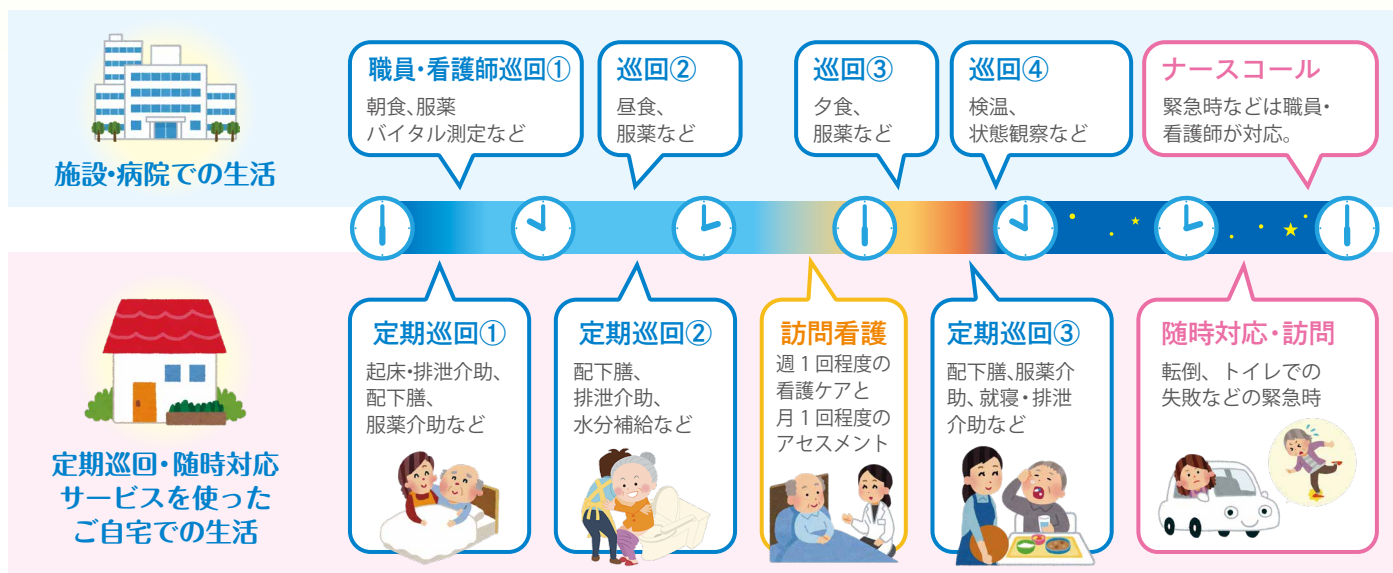 施設・病院での生活
職員・看護師巡回①
朝食、服薬
バイタル測定など
巡回②
昼食、
服薬など
巡回③
夕食、
服薬など
巡回④
検温、
状態観察など
ナースコール
緊急時などは職員・
看護師が対応。
定期巡回・随時対応
サービスを使った
ご自宅での生活
定期巡回①
起床・排泄介助、
配下膳、
服薬介助など
定期巡回②
配下膳、
排泄介助、
水分補給など
訪問看護
週１回程度の
看護ケアと
月１回程度の
アセスメント
定期巡回③
配下膳、服薬介
助、就寝・排泄
介助など
随時対応・訪問
転倒、トイレでの
失敗などの緊急時